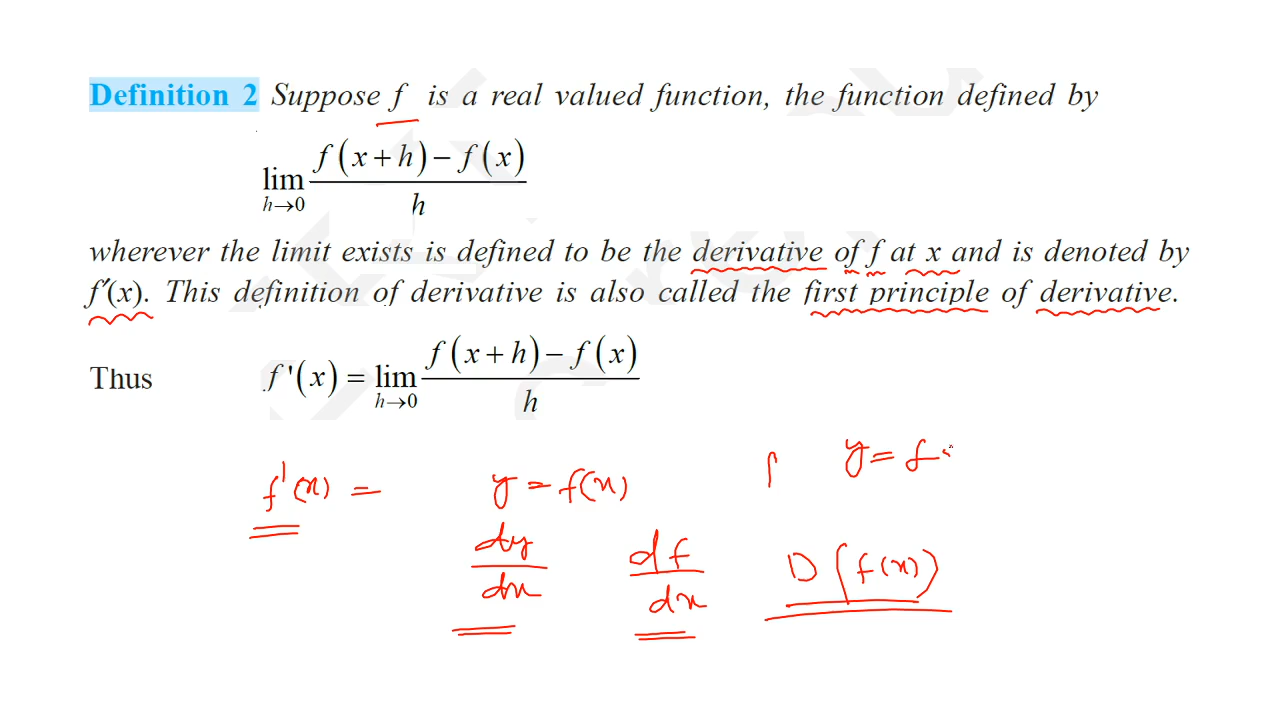 Definition 2 Suppose f is a real valued function, the function defined by
lim h→0 f(x+h) − f(x) / h
wherever the limit exists is defined to be the derivative of f at x and is denoted by
f′(x). This definition of derivative is also called the first principle of derivative.
Thus f'(x) = lim h→0 f(x+h) − f(x) / h
y = f
f'(x) = y = f(x)
dy/dx df/dx D(f(x))